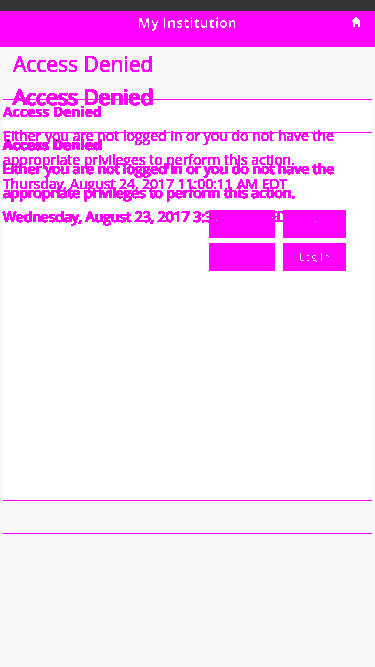 My Institution
Access Denied
Access Denied
Access Denied
Either you are not logged in or you do not have the
Access Denied
appropriate privileges to perform this action.
Either you are not logged in or you do not have the
Thursday, August 24, 2017 11:00:11 AM EDT
appropriate privileges to perform this action.
Wednesday, August 23, 2017 3:3
Log In